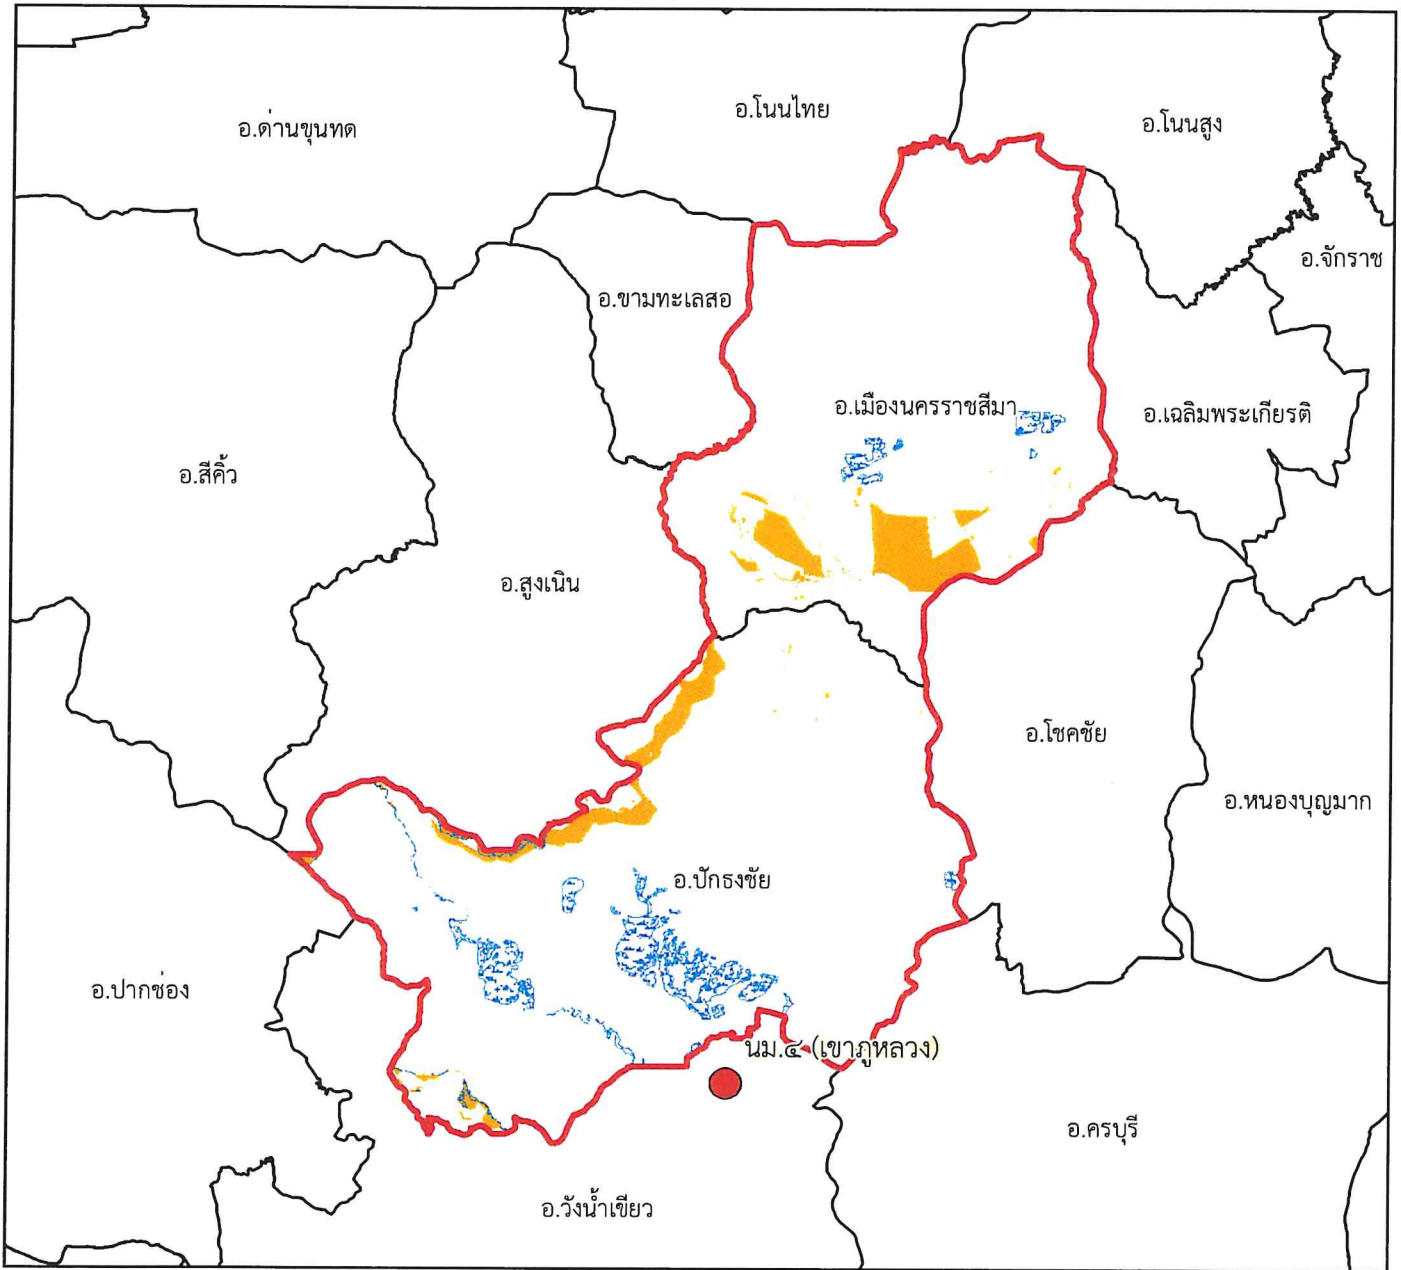 อ.โนนไทย
อ.ด่านขุนทด
อ.โนนสูง
อ.จักราช
อ.ขามทะเลสอ
อ.เมืองนครราชสีมา
อ.เฉลิมพระเกียรติ
อ.สีคิ้ว
อ.สูงเนิน
อ.โชคชัย
อ.หนองบุญมาก
อ.ปักธงชัย
อ.ปากช่อง
นม.๔ (เขาภูหลวง)
อ.ครบุรี
อ.วังน้ำเขียว